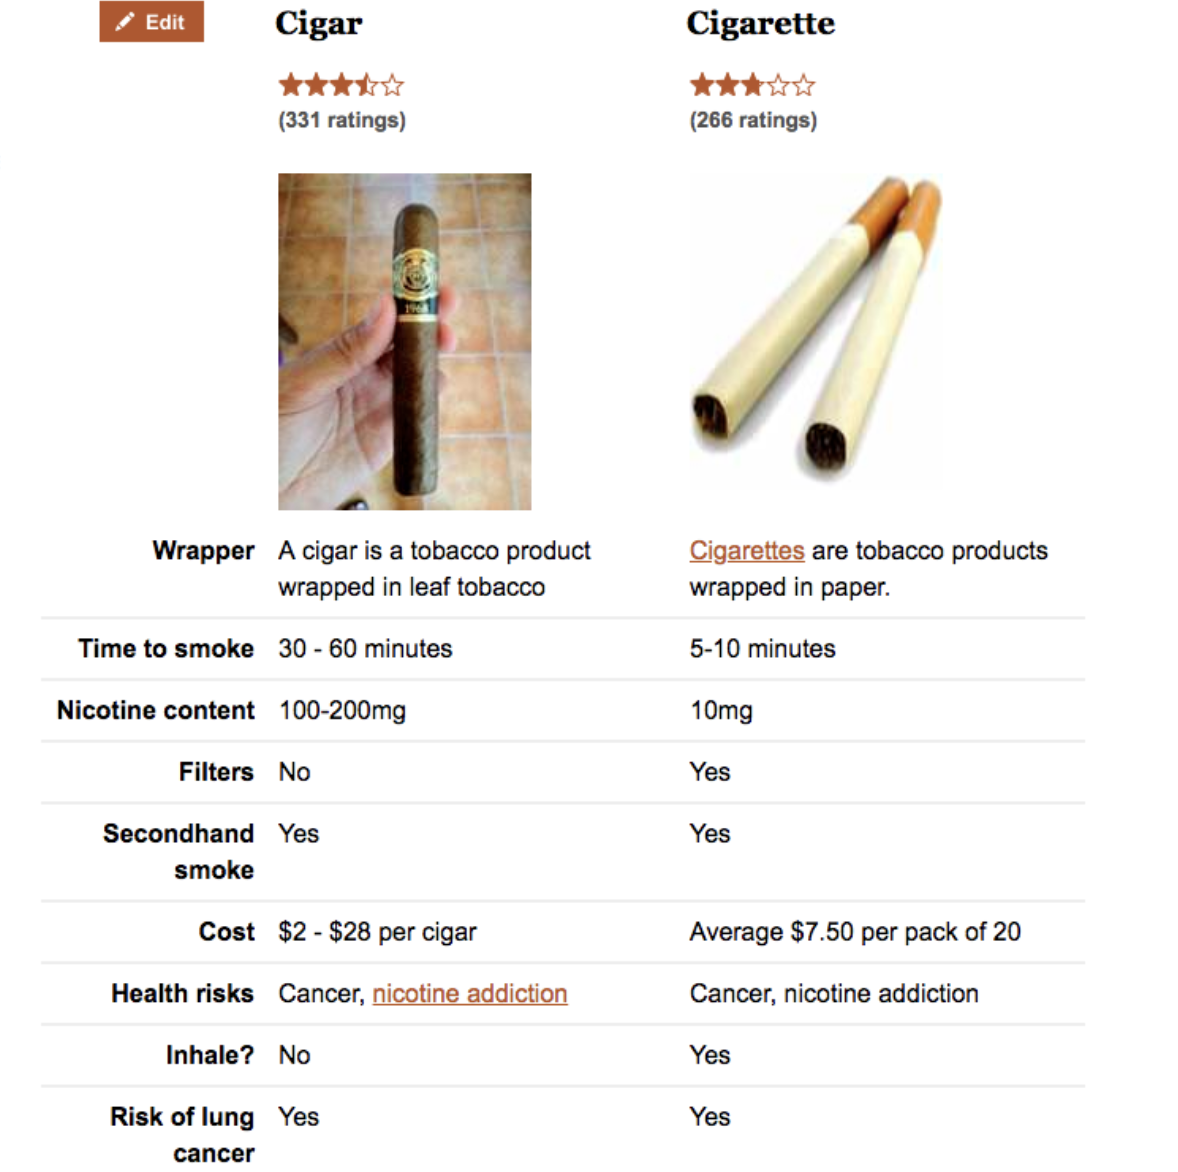 Edit
Cigar
Cigarette
(331 ratings)
(266 ratings)
Wrapper
A cigar is a tobacco product
wrapped in leaf tobacco
Cigarettes are tobacco products
wrapped in paper.
Time to smoke
30 - 60 minutes
5-10 minutes
Nicotine content
100-200mg
10mg
Filters
No
Yes
Secondhand
smoke
Yes
Yes
Cost
$2 - $28 per cigar
Average $7.50 per pack of 20
Health risks
Cancer, nicotine addiction
Cancer, nicotine addiction
Inhale?
No
Yes
Risk of lung
cancer
Yes
Yes